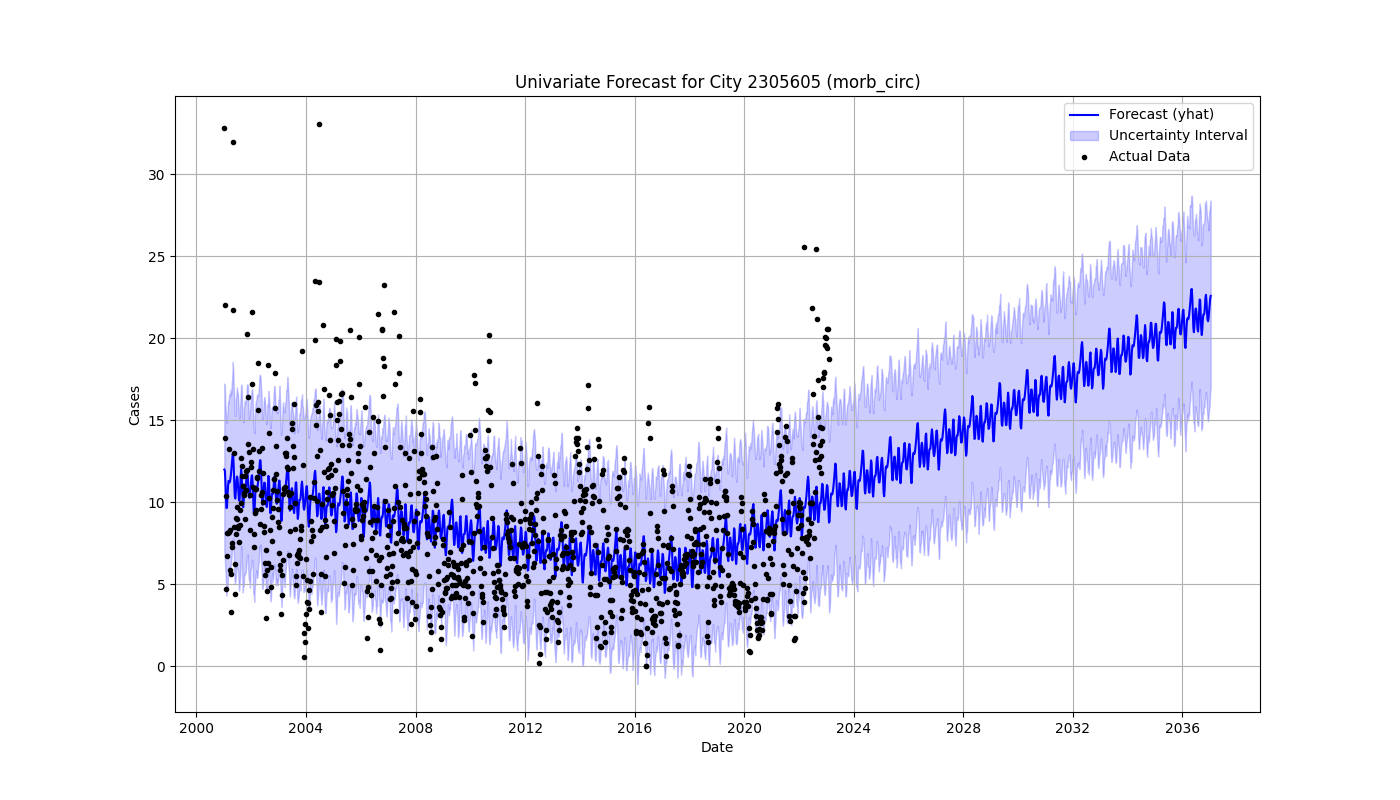 Univariate Forecast for City 2305605 (morb_circ)
Forecast (yhat)
Uncertainty Interval
Actual Data
30
25
20
15
10
5
0
Cases
2000 2004 2008 2012 2016 2020 2024 2028 2032 2036
Date